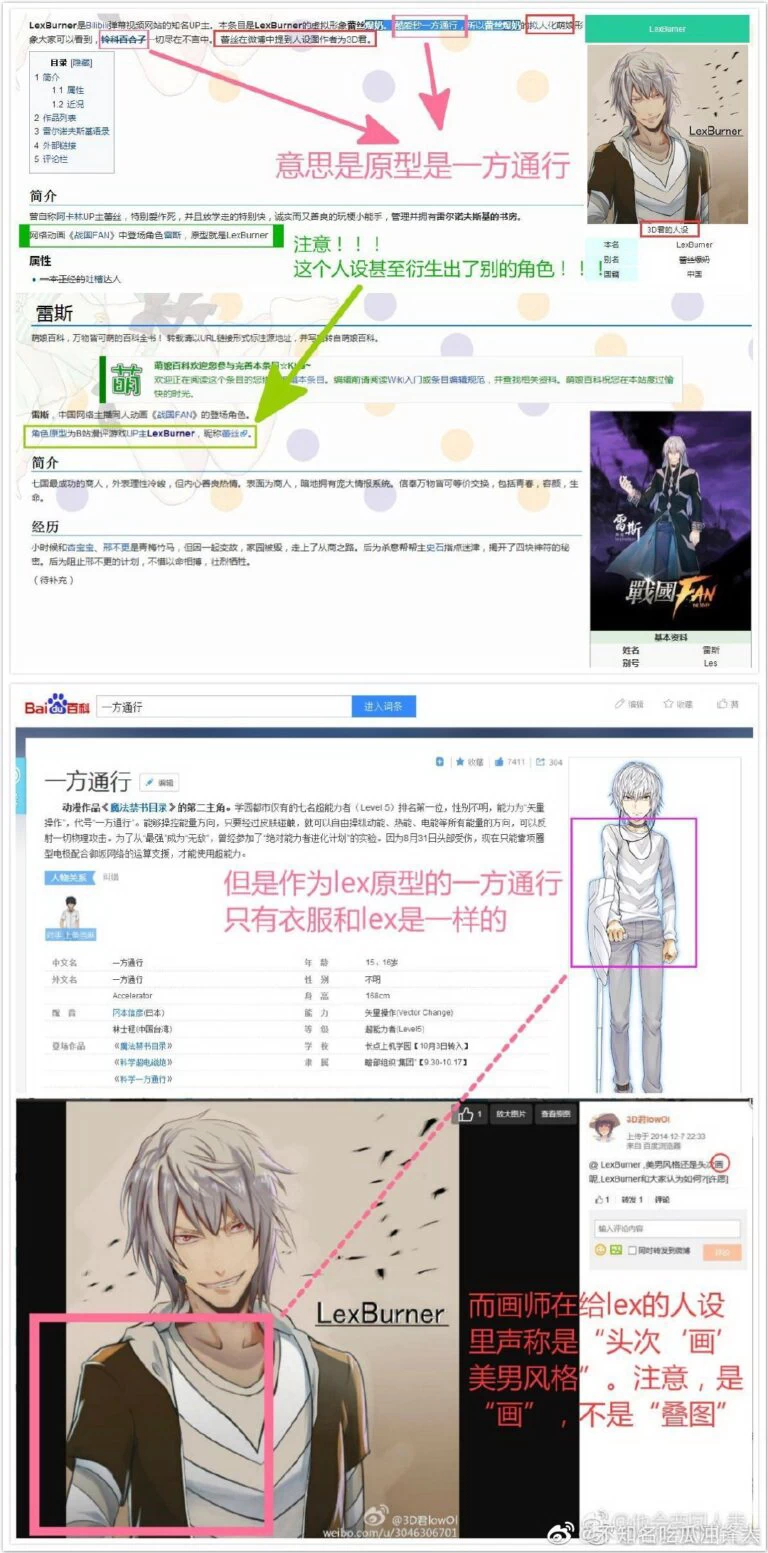 LexBurner是Bilibili弹幕视频网站的知名UP主。本条目是LexBurner的虚拟形象蕾丝爆奶。酷跑秒一方通行,所以蕾丝爆奶的拟人化萌娘形
象大家可以看到,铃科百合子一切尽在不言中。蕾丝在微博中提到人设图作者为3D君。
LexBurner
目录 [隐藏]
1 简介
1.1 属性
1.2 近况
2 作品列表
3 雷尔诺夫斯基语录
4 外部链接
5 评论栏
LexBurner
意思是原型是一方通行
简介
曾自称阿卡林UP主蕾丝,特别爱作死,并且放学走的特别快,诚实而又善良的玩梗小能手,管理并拥有雷尔诺夫斯基的书房。
网络动画《战国FAN》中登场角色雷斯,原型就是LexBurner
3D君的人设
本名 LexBurner
别名 蕾丝爆奶
国籍 中国
注意!!!
这个人设甚至衍生出了别的角色!!!
属性
• 一本正经的吐槽达人
雷斯
萌娘百科,万物皆可萌的百科全书!转载请以URL链接形式标注源地址,并写明转自萌娘百科。
萌
萌娘百科欢迎您参与完善本条目☆Kira~
欢迎正在阅读这个条目的您协助编辑本条目。编辑前请阅读Wiki入门或条目编辑规范,并查找相关资料。萌娘百科祝您在本站度过愉
快的时光。
雷斯,中国网络主播同人动画《战国FAN》的登场角色。
角色原型为B站漫评游戏UP主LexBurner,昵称蕾丝。
简介
七国最成功的商人,外表理性冷峻,但内心善良热情。表面为商人,暗地拥有庞大情报系统。信奉万物皆可等价交换,包括青春,容颜,生
命。
经历
小时候和杏宝宝、邢不更是青梅竹马,但因一起变故,家园被毁,走上了从商之路。后为杀意帮帮主史石指点迷津,揭开了四块神符的秘
密。后为阻止邢不更的计划,不惜以命相搏,壮烈牺牲。
(待补充)
雷斯
戰國FAN
基本资料
姓名 雷斯
别号 Les
Baidu百科
一方通行
进入词条
编辑
收藏
赞
收藏 7411 304
一方通行
编辑
动漫作品《魔法禁书目录》的第二主角。学园都市仅有的七名超能力者(Level 5)排名第一位,性别不明,能力为“矢量
操作”,代号“一方通行”。能够操控能量方向,只要经过皮肤碰触,就可以自由操纵动能、热能、电能等所有能量的方向,可以反
射一切物理攻击。为了从“最强”成为“无敌”,曾经参加了“绝对能力者进化计划”的实验。因为8月31日头部受伤,现在只能靠项圈
型电极配合御坂网络的运算支援,才能使用超能力。
人物关系 纠错
对手 上条当麻
但是作为lex原型的一方通行
只有衣服和lex是一样的
中文名 一方通行 年 龄 15、16岁
外文名 一方通行 性 别 不明
Accelerator 身 高 168cm
配 音 冈本信彦(日本) 能 力 矢量操作(Vector Change)
林士程(中国台湾) 等 级 超能力者(Level5)
登场作品 《魔法禁书目录》 学 校 长点上机学园【10月3日转入】
《科学超电磁炮》 隶 属 暗部组织“集团”【9.30-10.17】
《科学一方通行》
1
放大图片
查看原图
3D君lowOl
上传于 2014-12-7 22:33
来自 百度浏览器
@ LexBurner ,美男风格还是头次画
呢,LexBurner和大家认为如何?[许愿]
1 转发 1 评论
输入评论内容
同时转发到微博
评论
LexBurner
而画师在给lex的人设
里声称是“头次‘画’
美男风格”。注意,是
“画”,不是“叠图”
@3D君lowOl
weibo.com/u/3046306701
@不知名吃瓜冲锋犬